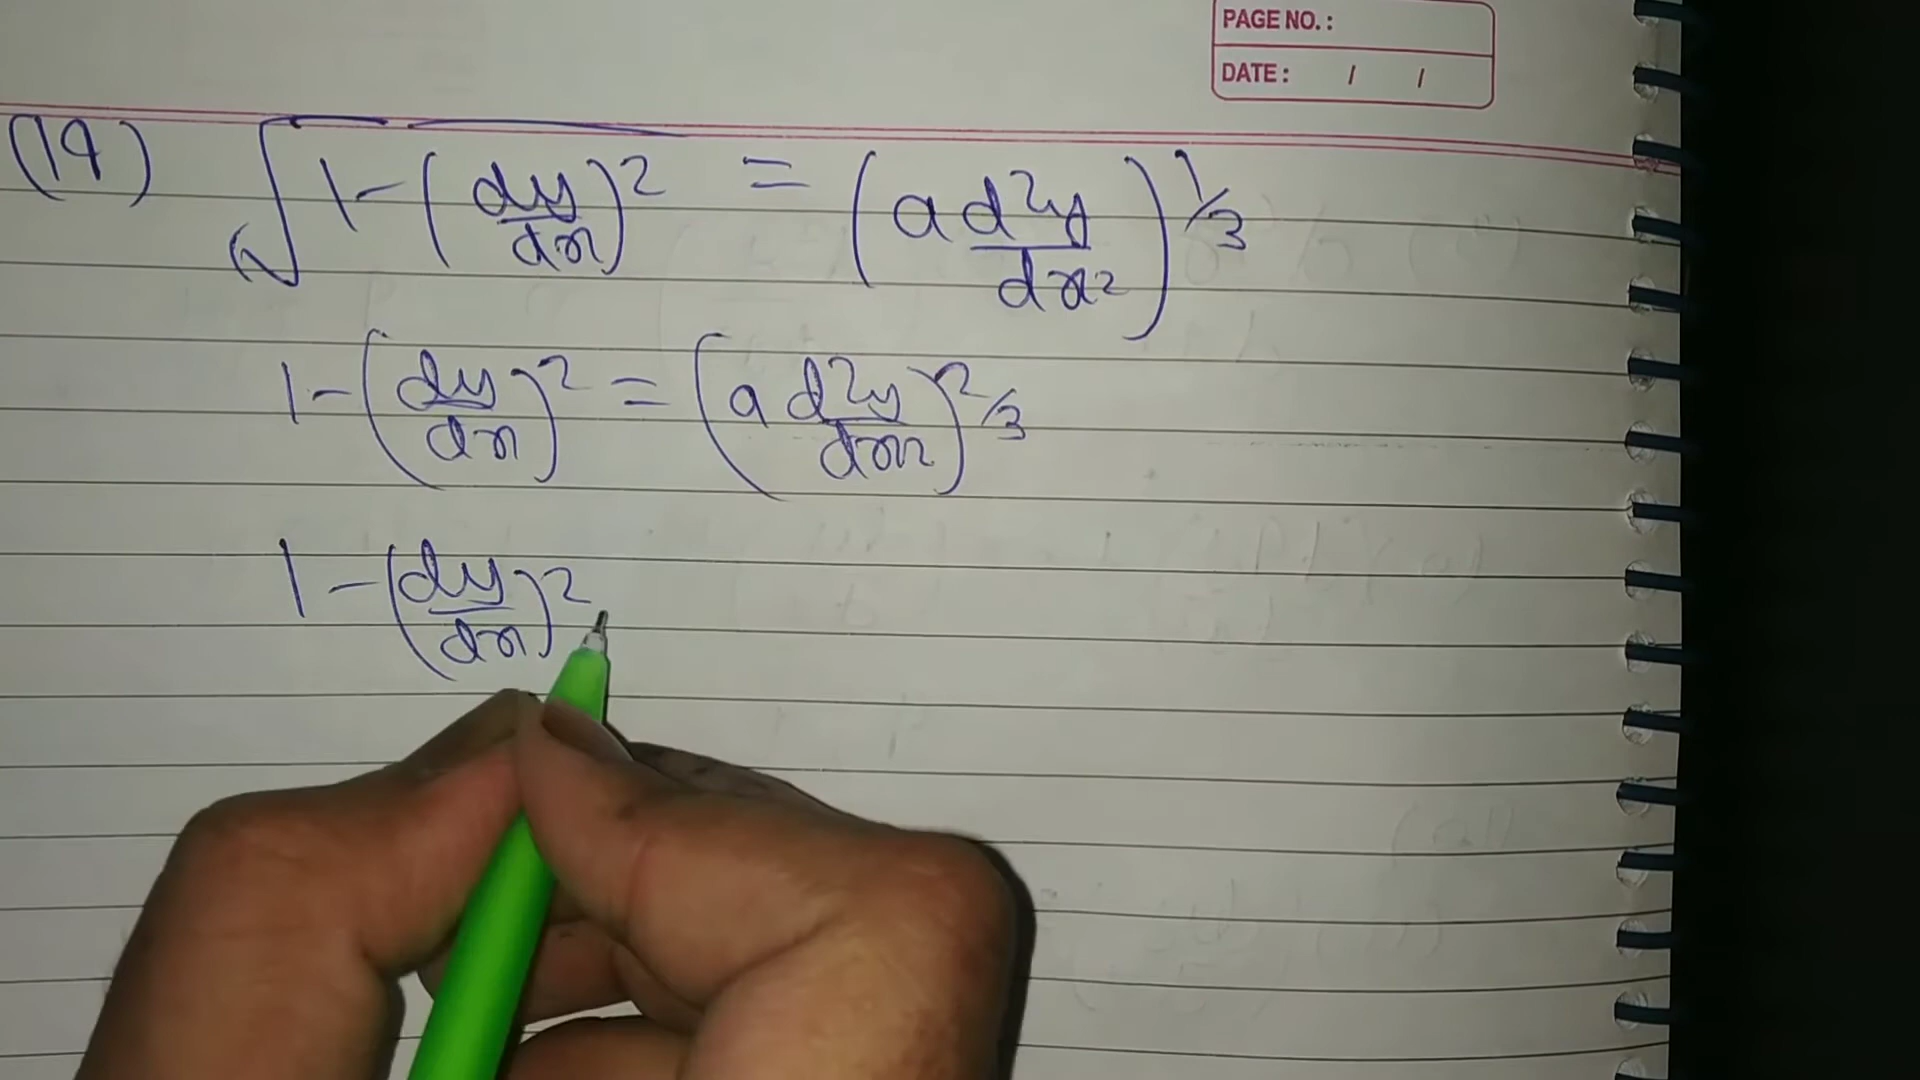 PAGE NO. :
DATE : / /
(19) √(1-(dy/dx)² = (a d²y/dx²)^1/3
1-(dy/dx)² = (a d²y/dx²)^2/3
1-(dy/dx)²